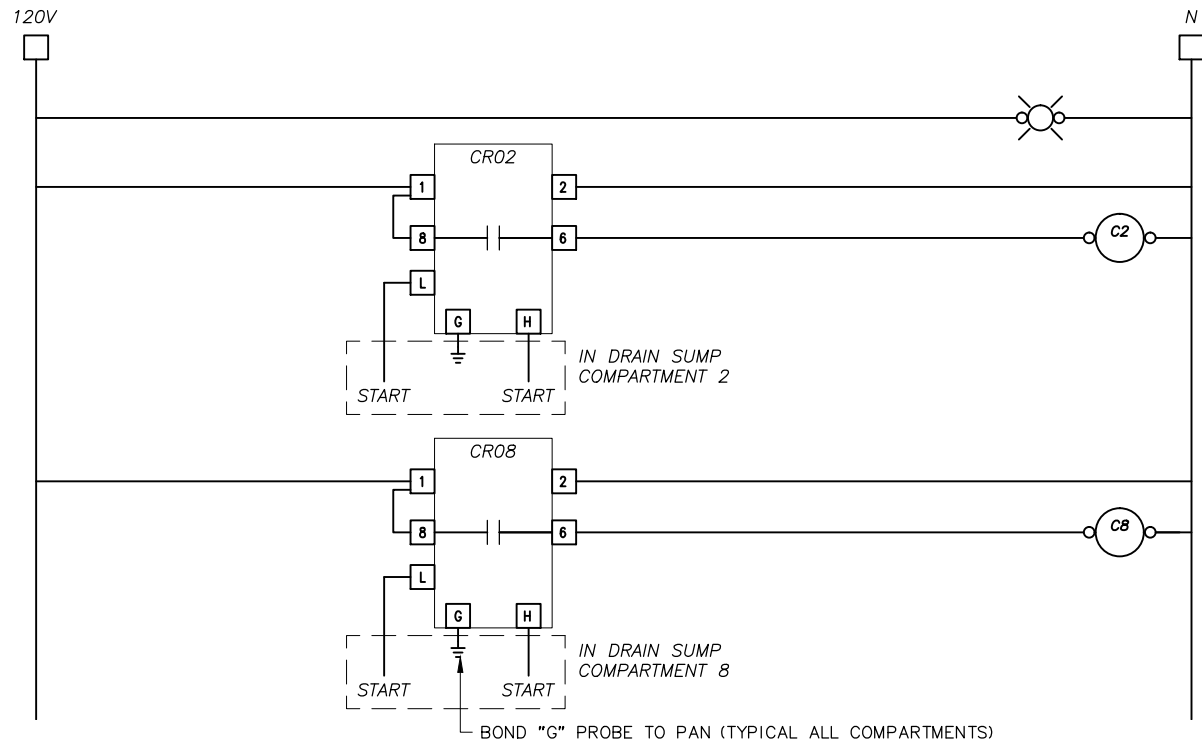 120V
N
CR02
1
2
8
6
C2
L
G
H
IN DRAIN SUMP
COMPARTMENT 2
START
START
CR08
1
2
8
6
C8
L
G
H
IN DRAIN SUMP
COMPARTMENT 8
START
START
BOND "G" PROBE TO PAN (TYPICAL ALL COMPARTMENTS)